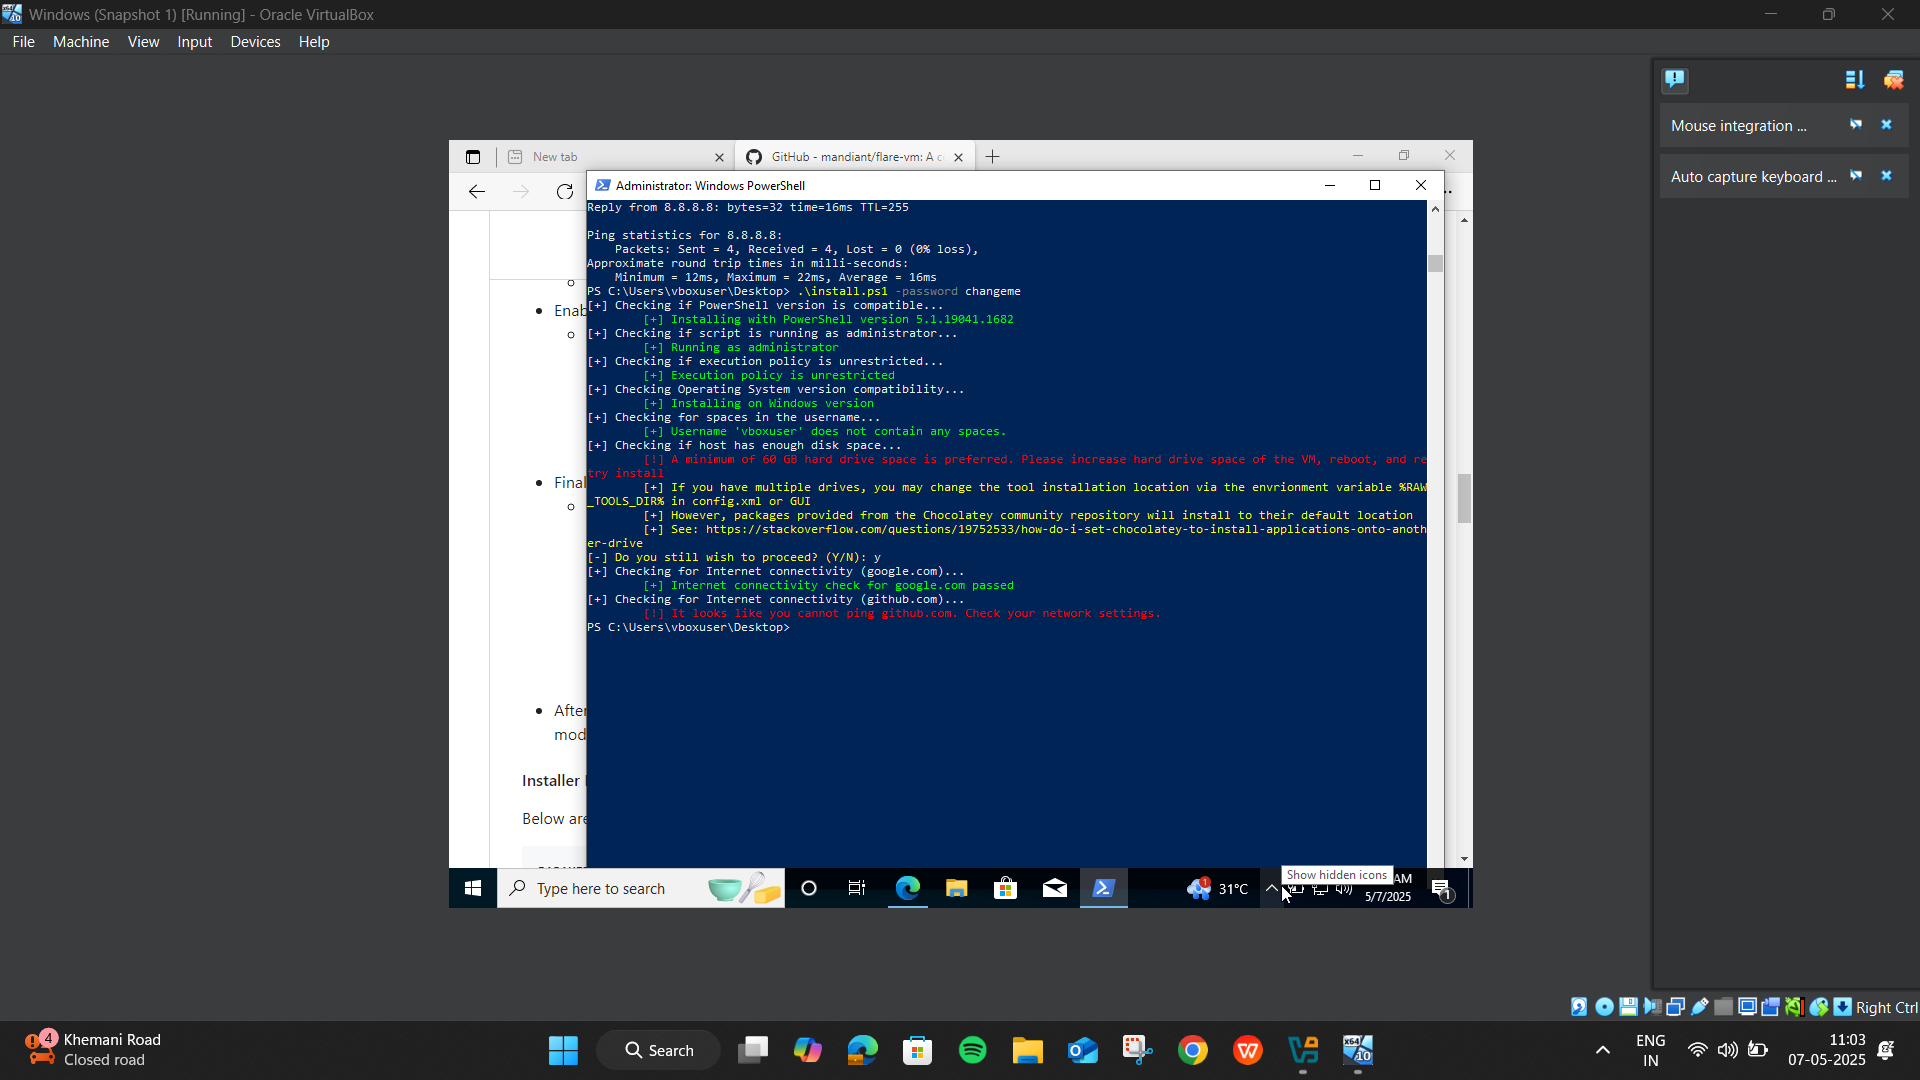 Windows (Snapshot 1) [Running] - Oracle VirtualBox
File Machine View Input Devices Help
Mouse integration ...
Auto capture keyboard ...
New tab
GitHub - mandiant/flare-vm: A c
Administrator: Windows PowerShell
Reply from 8.8.8.8: bytes=32 time=16ms TTL=255
Ping statistics for 8.8.8.8:
Packets: Sent = 4, Received = 4, Lost = 0 (0% loss),
Approximate round trip times in milli-seconds:
Minimum = 12ms, Maximum = 22ms, Average = 16ms
PS C:\Users\vboxuser\Desktop> .\install.ps1 -password changeme
[+] Checking if PowerShell version is compatible...
[+] Installing with PowerShell version 5.1.19041.1682
[+] Checking if script is running as administrator...
[+] Running as administrator
[+] Checking if execution policy is unrestricted...
[+] Execution policy is unrestricted
[+] Checking Operating System version compatibility...
[+] Installing on Windows version
[+] Checking for spaces in the username...
[+] Username 'vboxuser' does not contain any spaces.
[+] Checking if host has enough disk space...
[!] A minimum of 60 GB hard drive space is preferred. Please increase hard drive space of the VM, reboot, and re
try install
[+] If you have multiple drives, you may change the tool installation location via the envrionment variable %RAW
_TOOLS_DIR% in config.xml or GUI
[+] However, packages provided from the Chocolatey community repository will install to their default location
[+] See: https://stackoverflow.com/questions/19752533/how-do-i-set-chocolatey-to-install-applications-onto-anoth
er-drive
[-] Do you still wish to proceed? (Y/N): y
[+] Checking for Internet connectivity (google.com)...
[+] Internet connectivity check for google.com passed
[+] Checking for Internet connectivity (github.com)...
[!] It looks like you cannot ping github.com. Check your network settings.
PS C:\Users\vboxuser\Desktop>
Enab
Final
After
mod
Installer
Below are
Type here to search
31°C
Show hidden icons
AM
5/7/2025
1
Right Ctrl
4
Khemani Road
Closed road
Search
ENG
IN
11:03
07-05-2025